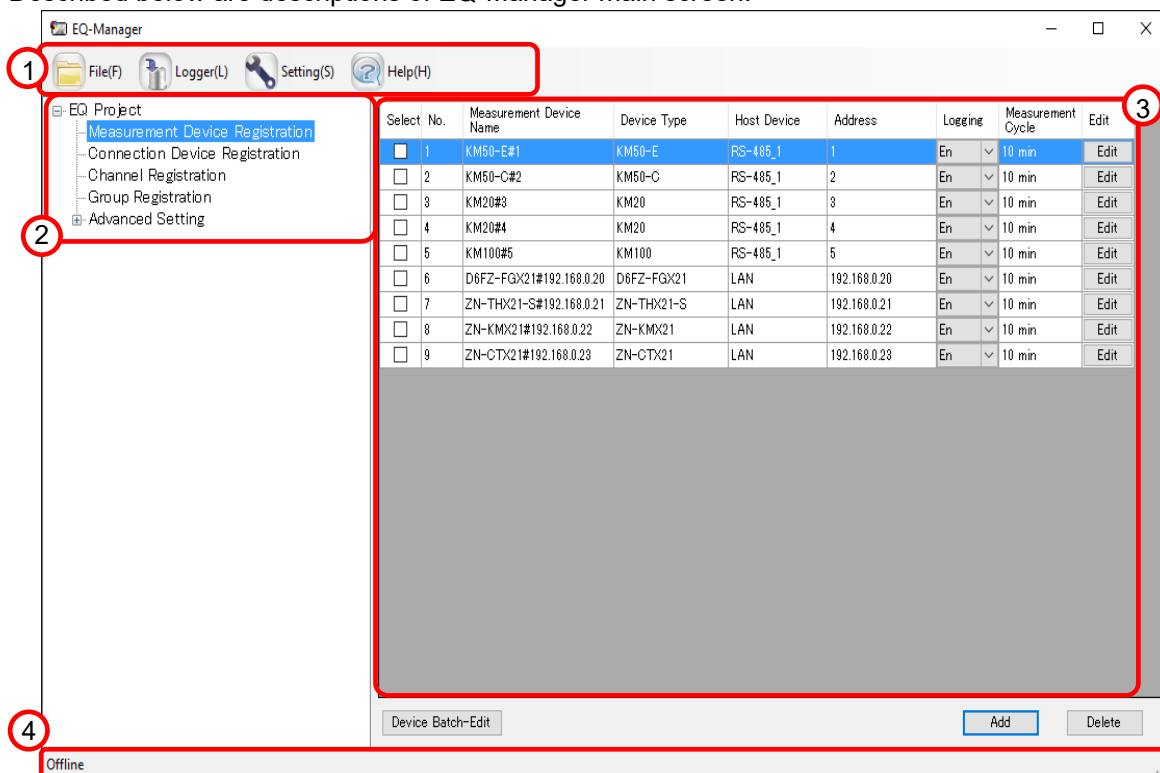 Described below are descriptions of EQ-Manager main screen.
EQ-Manager
1 File(F) Logger(L) Setting(S) Help(H)
2
EQ Project
Measurement Device Registration
Connection Device Registration
Channel Registration
Group Registration
Advanced Setting
3
Select No. Measurement Device Name Device Type Host Device Address Logging Measurement Cycle Edit
1 KM50-E#1 KM50-E RS-485_1 1 En 10 min Edit
2 KM50-C#2 KM50-C RS-485_1 2 En 10 min Edit
3 KM20#3 KM20 RS-485_1 3 En 10 min Edit
4 KM20#4 KM20 RS-485_1 4 En 10 min Edit
5 KM100#5 KM100 RS-485_1 5 En 10 min Edit
6 D6FZ-FGX21#192.168.0.20 D6FZ-FGX21 LAN 192.168.0.20 En 10 min Edit
7 ZN-THX21-S#192.168.0.21 ZN-THX21-S LAN 192.168.0.21 En 10 min Edit
8 ZN-KMX21#192.168.0.22 ZN-KMX21 LAN 192.168.0.22 En 10 min Edit
9 ZN-CTX21#192.168.0.23 ZN-CTX21 LAN 192.168.0.23 En 10 min Edit
Device Batch-Edit Add Delete
4
Offline